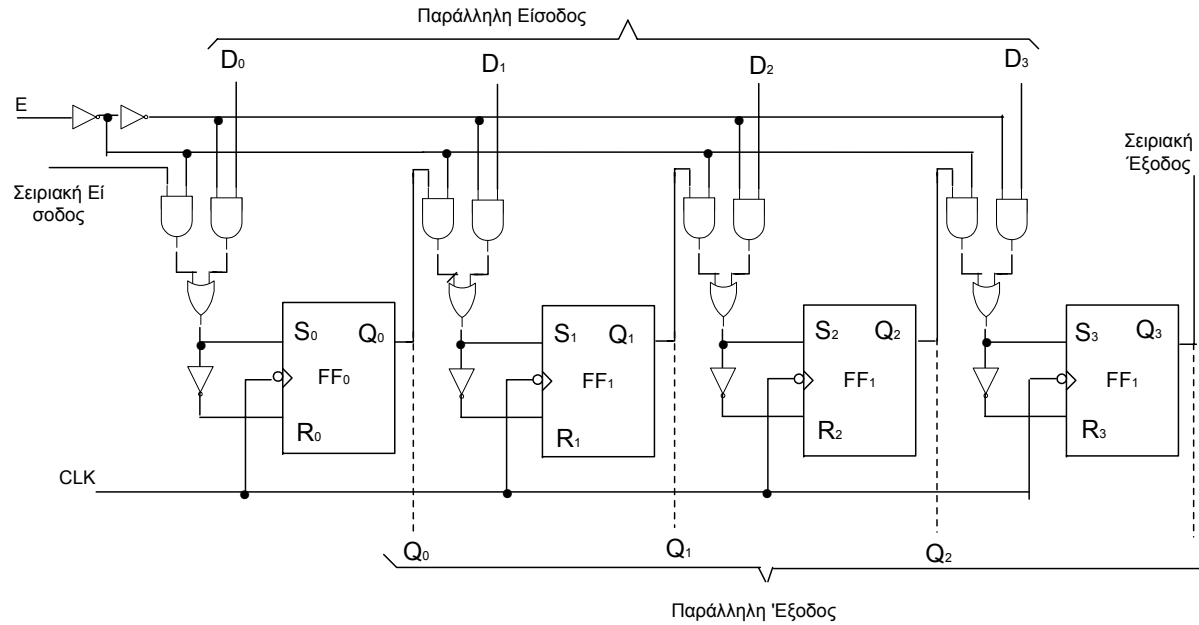 Παράλληλη Είσοδος
D0 D1 D2 D3
E
Σειριακή
Έξοδος
Σειριακή Εί
σοδος
S0 Q0 S1 Q1 S2 Q2 S3 Q3
FF0 FF1 FF1 FF1
R0 R1 R2 R3
CLK
Q0 Q1 Q2
Παράλληλη Έξοδος